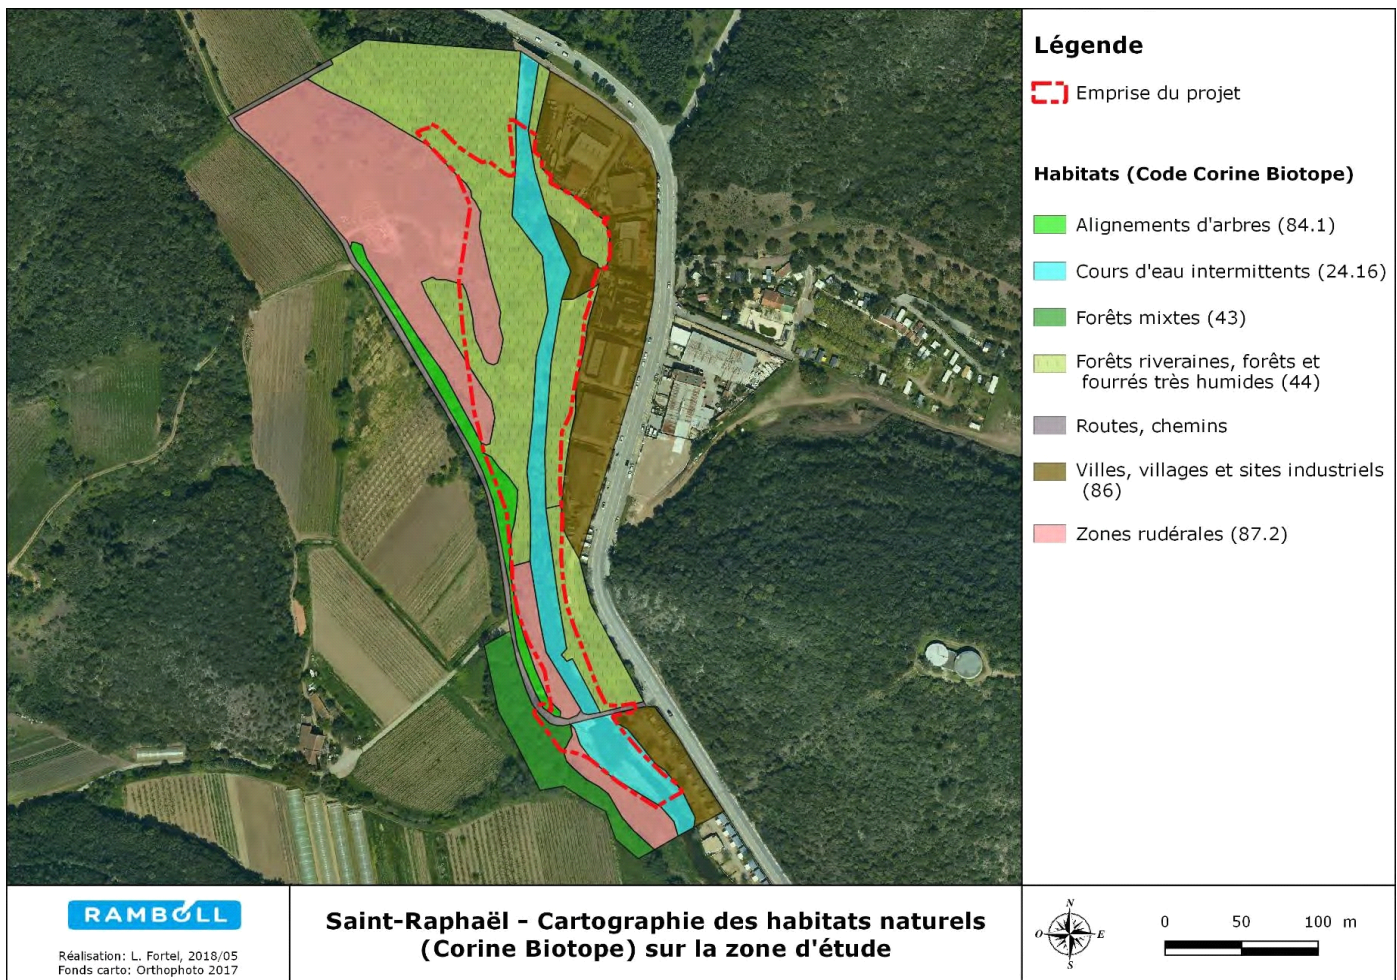 Légende
Emprise du projet
Habitats (Code Corine Biotope)
Alignements d'arbres (84.1)
Cours d'eau intermittents (24.16)
Forêts mixtes (43)
Forêts riveraines, forêts et
fourrés très humides (44)
Routes, chemins
Villes, villages et sites industriels
(86)
Zones rudérales (87.2)
RAMBOLL
Réalisation: L. Fortel, 2018/05
Fonds carto: Orthophoto 2017
Saint-Raphaël - Cartographie des habitats naturels
(Corine Biotope) sur la zone d'étude
N
O E
S
0 50 100 m